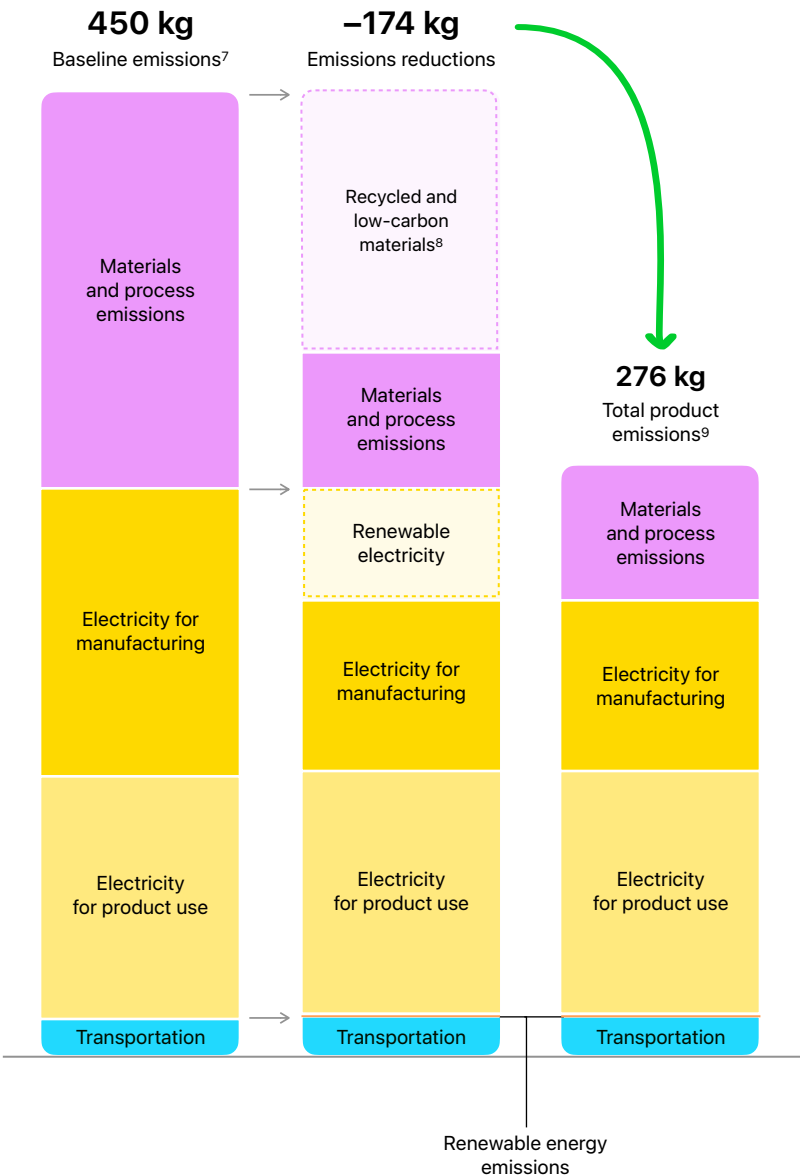 450 kg
Baseline emissions⁷
Materials
and process
emissions
Electricity for
manufacturing
Electricity
for product use
Transportation
–174 kg
Emissions reductions
Recycled and
low-carbon
materials⁸
Materials
and process
emissions
Renewable
electricity
Electricity for
manufacturing
Electricity
for product use
Transportation
276 kg
Total product
emissions⁹
Materials
and process
emissions
Electricity for
manufacturing
Electricity
for product use
Transportation
Renewable energy
emissions